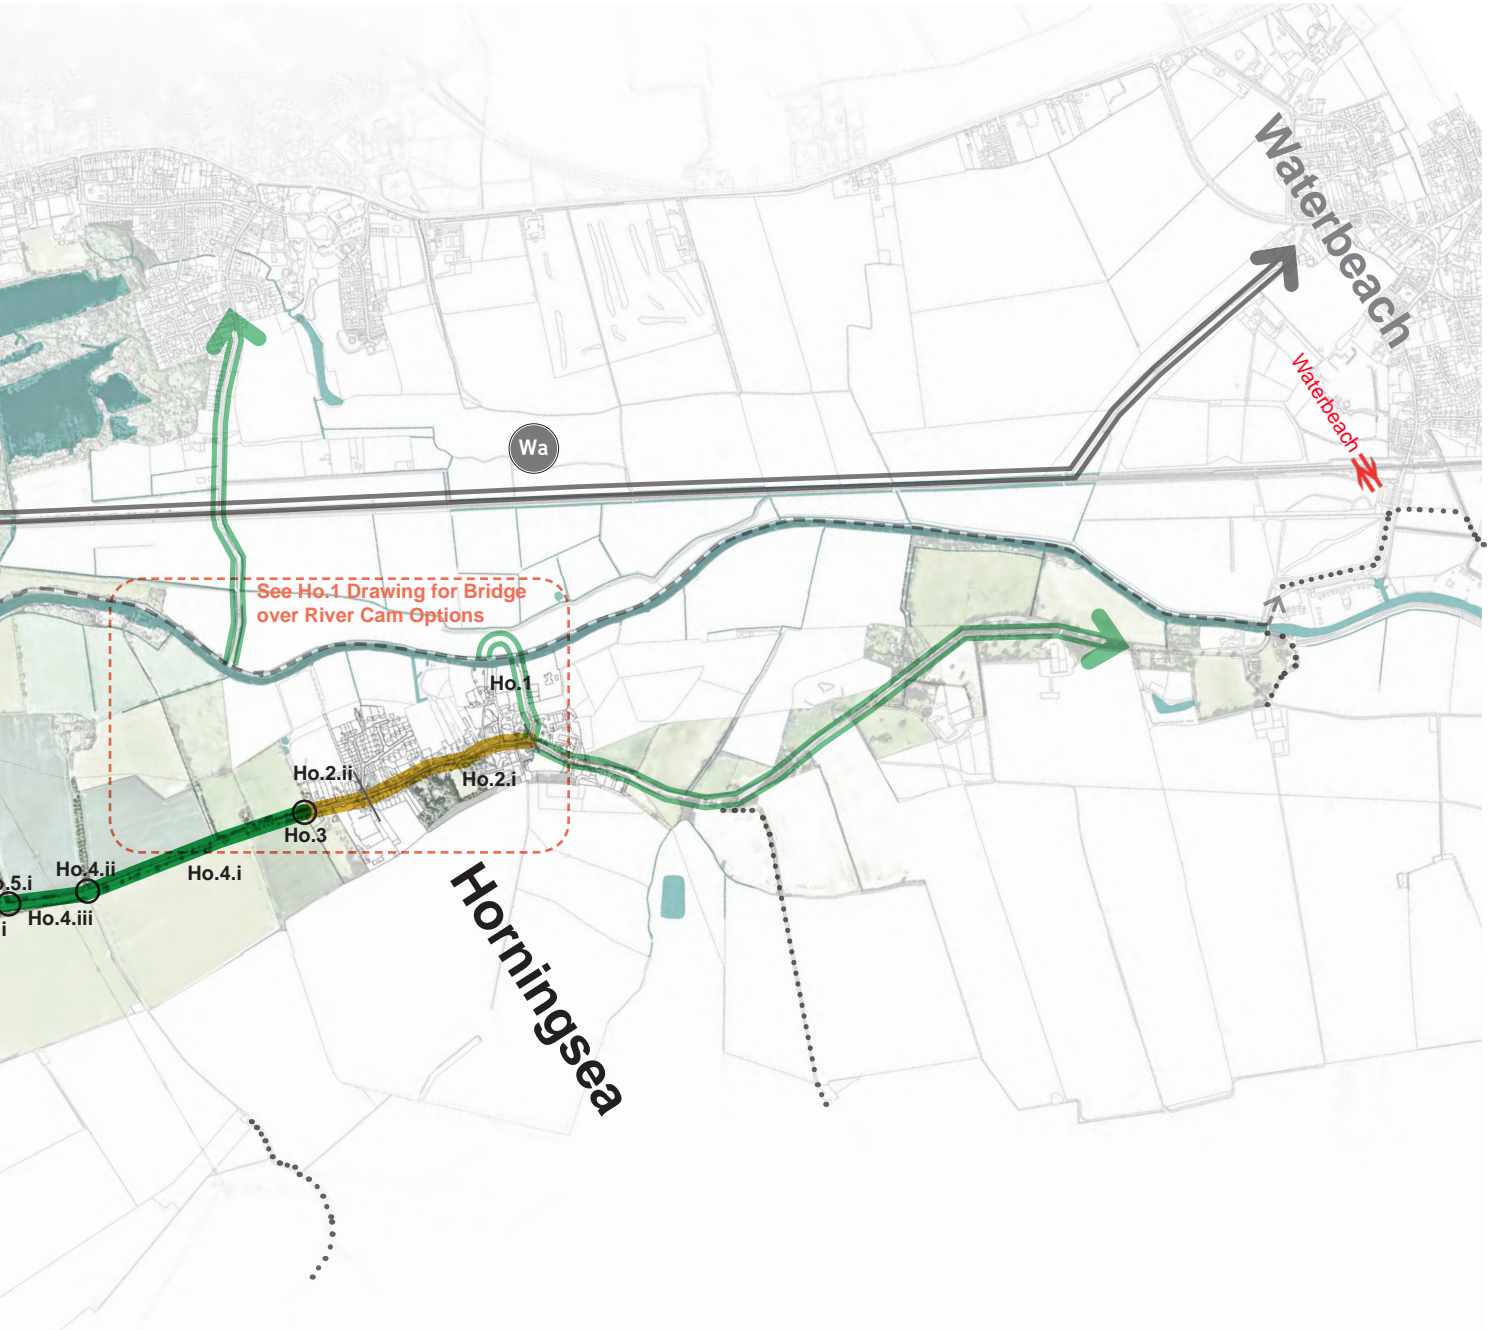 Waterbeach
Waterbeach
Wa
See Ho.1 Drawing for Bridge
over River Cam Options
Ho.1
Ho.2.ii
Ho.2.i
Ho.3
Ho.4.ii
Ho.4.i
.5.i
Ho.4.iii
i
Horningsea